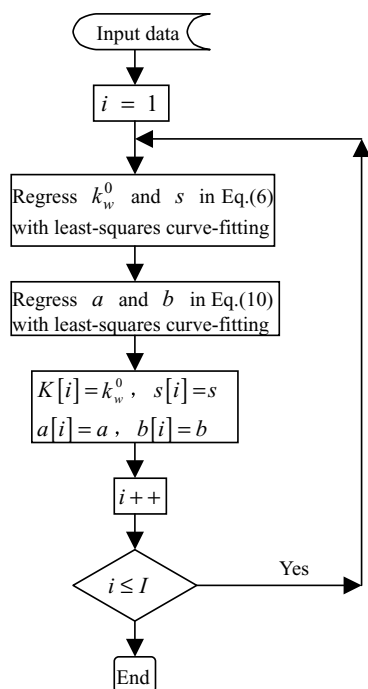 Input data
i = 1
Regress k_w^0 and s in Eq.(6)
with least-squares curve-fitting
Regress a and b in Eq.(10)
with least-squares curve-fitting
K[i]=k_w^0, s[i]=s
a[i]=a, b[i]=b
i++
i≤I
Yes
End